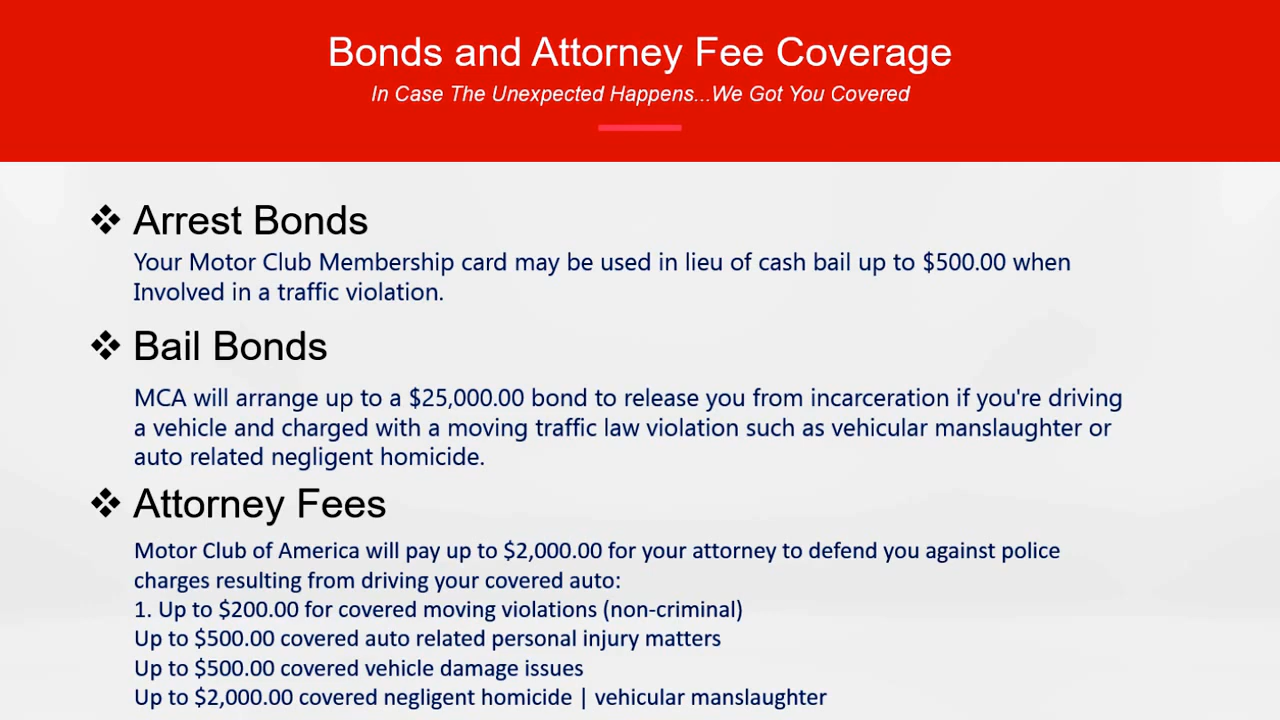 Bonds and Attorney Fee Coverage
In Case The Unexpected Happens...We Got You Covered
❖ Arrest Bonds
Your Motor Club Membership card may be used in lieu of cash bail up to $500.00 when
Involved in a traffic violation.
❖ Bail Bonds
MCA will arrange up to a $25,000.00 bond to release you from incarceration if you're driving
a vehicle and charged with a moving traffic law violation such as vehicular manslaughter or
auto related negligent homicide.
❖ Attorney Fees
Motor Club of America will pay up to $2,000.00 for your attorney to defend you against police
charges resulting from driving your covered auto:
1. Up to $200.00 for covered moving violations (non-criminal)
Up to $500.00 covered auto related personal injury matters
Up to $500.00 covered vehicle damage issues
Up to $2,000.00 covered negligent homicide | vehicular manslaughter